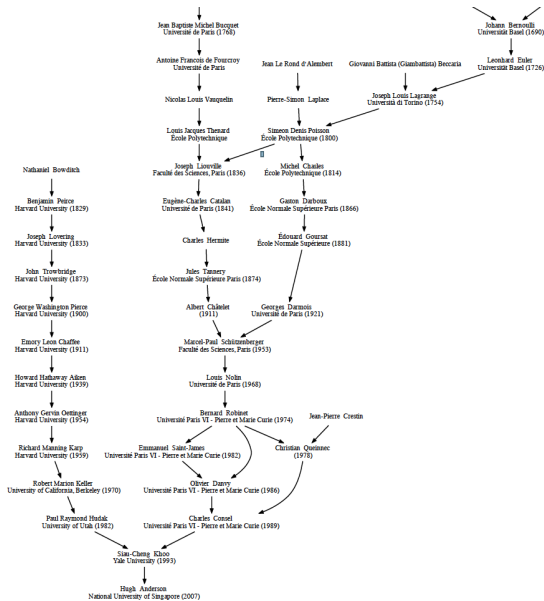 Jean Baptiste Michel Bucquet
Université de Paris (1768)
Johann Bernoulli
Universität Basel (1690)
Antoine Francois de Fourcroy
Université de Paris
Jean Le Rond d'Alembert
Giovanni Battista (Giambattista) Beccaria
Leonhard Euler
Universität Basel (1726)
Nicolas Louis Vauquelin
Pierre-Simon Laplace
Joseph Louis Lagrange
Università di Torino (1754)
Louis Jacques Thenard
École Polytechnique
Simeon Denis Poisson
École Polytechnique (1800)
Nathaniel Bowditch
Joseph Liouville
Faculté des Sciences, Paris (1836)
Michel Chasles
École Polytechnique (1814)
Benjamin Peirce
Harvard University (1829)
Eugène-Charles Catalan
Université de Paris (1841)
Gaston Darboux
École Normale Supérieure Paris (1866)
Joseph Lovering
Harvard University (1833)
Charles Hermite
Édouard Goursat
École Normale Supérieure (1881)
John Trowbridge
Harvard University (1873)
Jules Tannery
École Normale Supérieure Paris (1874)
George Washington Pierce
Harvard University (1900)
Albert Châtelet
(1911)
Georges Darmois
Université de Paris (1921)
Emory Leon Chaffee
Harvard University (1911)
Marcel-Paul Schützenberger
Faculté des Sciences, Paris (1953)
Howard Hathaway Aiken
Harvard University (1939)
Louis Nolin
Université de Paris (1968)
Anthony Gervin Oettinger
Harvard University (1954)
Bernard Robinet
Université Paris VI - Pierre et Marie Curie (1974)
Jean-Pierre Crestin
Richard Manning Karp
Harvard University (1959)
Emmanuel Saint-James
Université Paris VI - Pierre et Marie Curie (1982)
Christian Queinnec
(1978)
Robert Marion Keller
University of California, Berkeley (1970)
Olivier Danvy
Université Paris VI - Pierre et Marie Curie (1986)
Paul Raymond Hudak
University of Utah (1982)
Charles Consel
Université Paris VI - Pierre et Marie Curie (1989)
Siau-Cheng Khoo
Yale University (1993)
Hugh Anderson
National University of Singapore (2007)